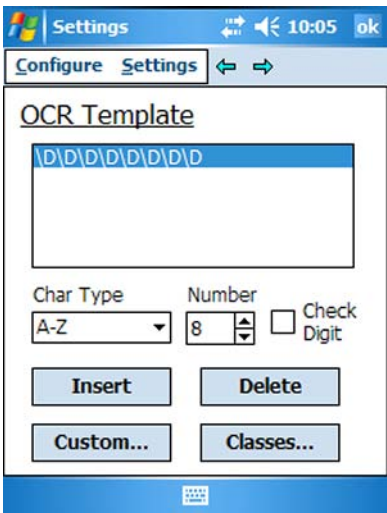 Settings 10:05 ok
Configure Settings
OCR Template
\D\D\D\D\D\D\D\D
Char Type Number
A-Z 8 Check Digit
Insert Delete
Custom... Classes...